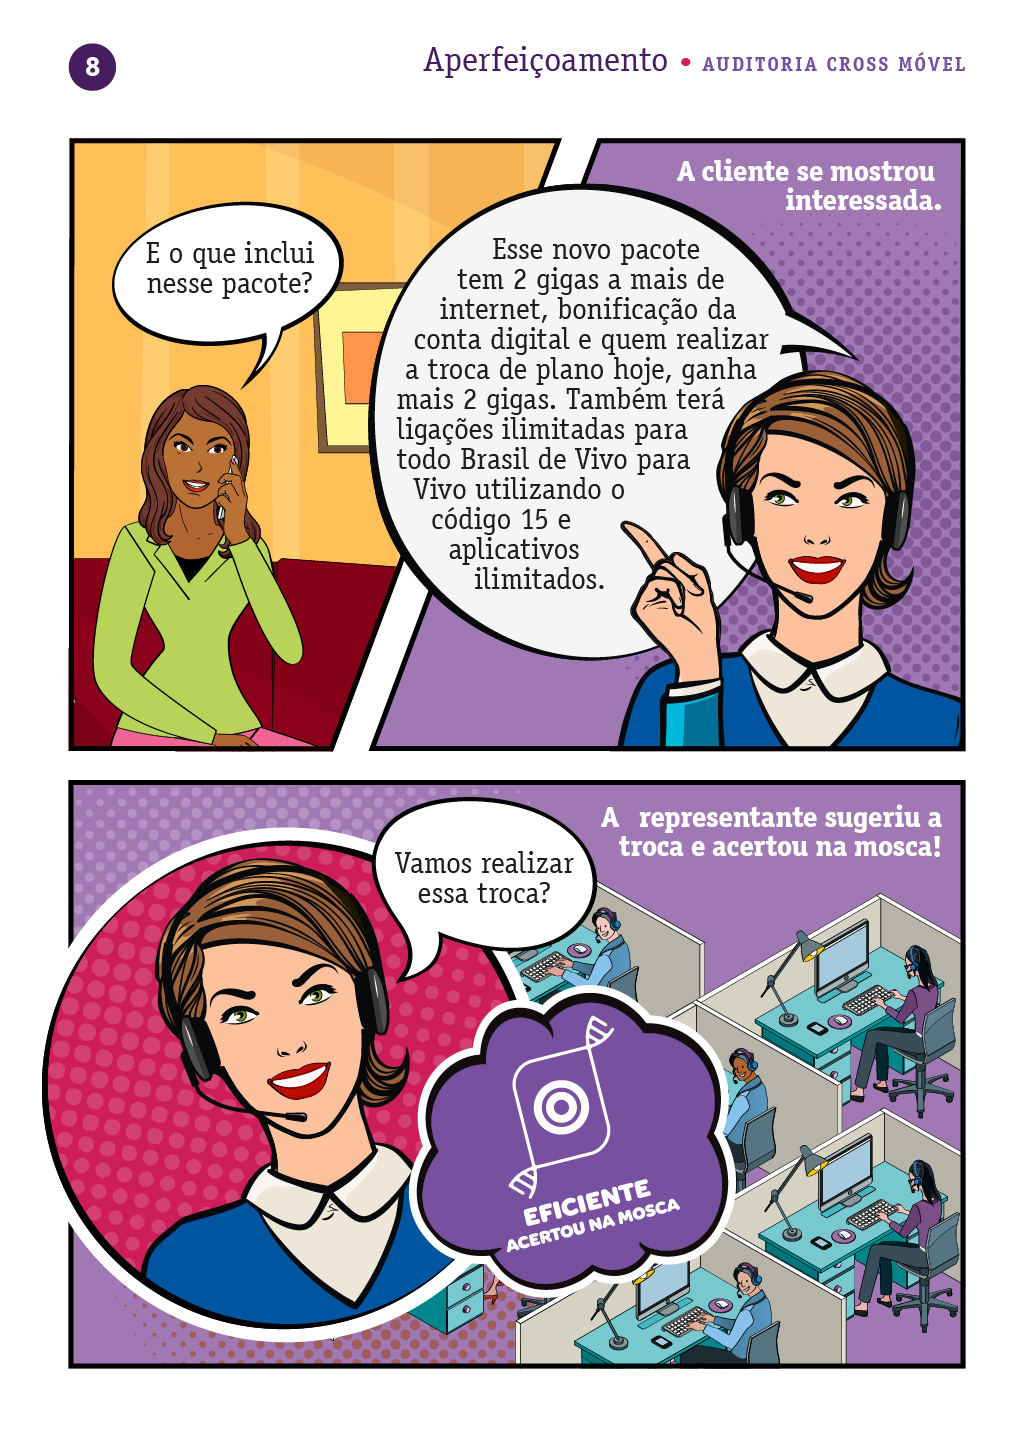 8
Aperfeiçoamento • AUDITORIA CROSS MÓVEL
E o que inclui
nesse pacote?
A cliente se mostrou
interessada.
Esse novo pacote
tem 2 gigas a mais de
internet, bonificação da
conta digital e quem realizar
a troca de plano hoje, ganha
mais 2 gigas. Também terá
ligações ilimitadas para
todo Brasil de Vivo para
Vivo utilizando o
código 15 e
aplicativos
ilimitados.
A representante sugeriu a
troca e acertou na mosca!
Vamos realizar
essa troca?
EFICIENTE
ACERTOU NA MOSCA